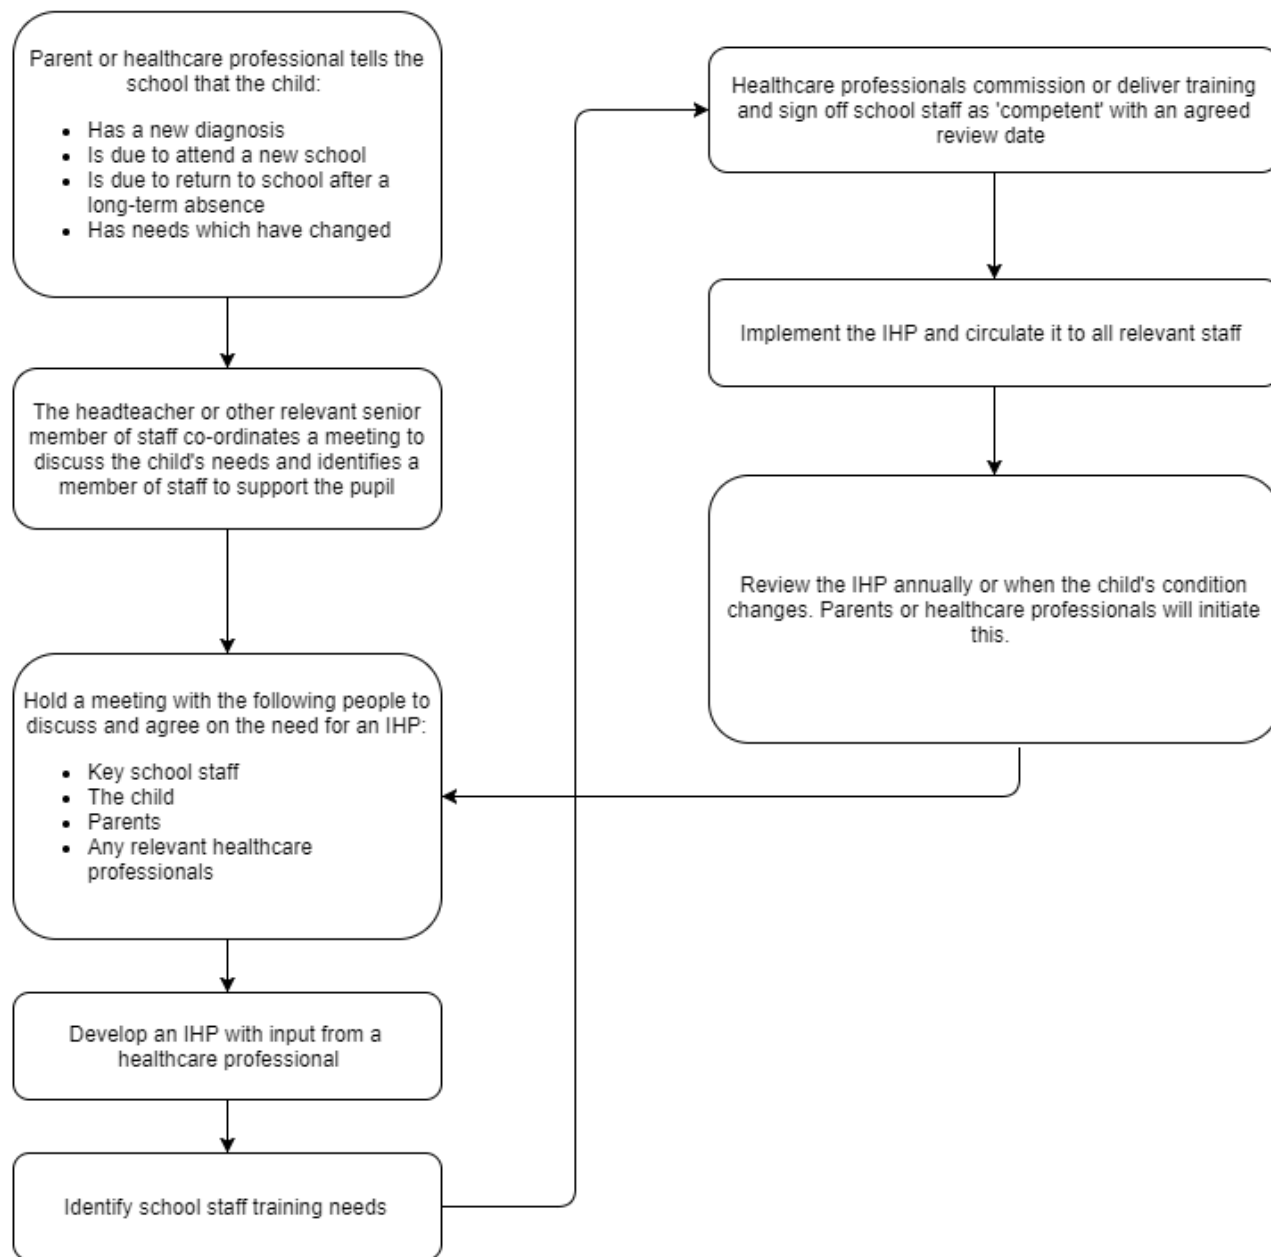 Parent or healthcare professional tells the
school that the child:
• Has a new diagnosis
• Is due to attend a new school
• Is due to return to school after a
long-term absence
• Has needs which have changed
The headteacher or other relevant senior
member of staff co-ordinates a meeting to
discuss the child's needs and identifies a
member of staff to support the pupil
Hold a meeting with the following people to
discuss and agree on the need for an IHP:
• Key school staff
• The child
• Parents
• Any relevant healthcare
professionals
Develop an IHP with input from a
healthcare professional
Identify school staff training needs
Healthcare professionals commission or deliver training
and sign off school staff as 'competent' with an agreed
review date
Implement the IHP and circulate it to all relevant staff
Review the IHP annually or when the child's condition
changes. Parents or healthcare professionals will initiate
this.